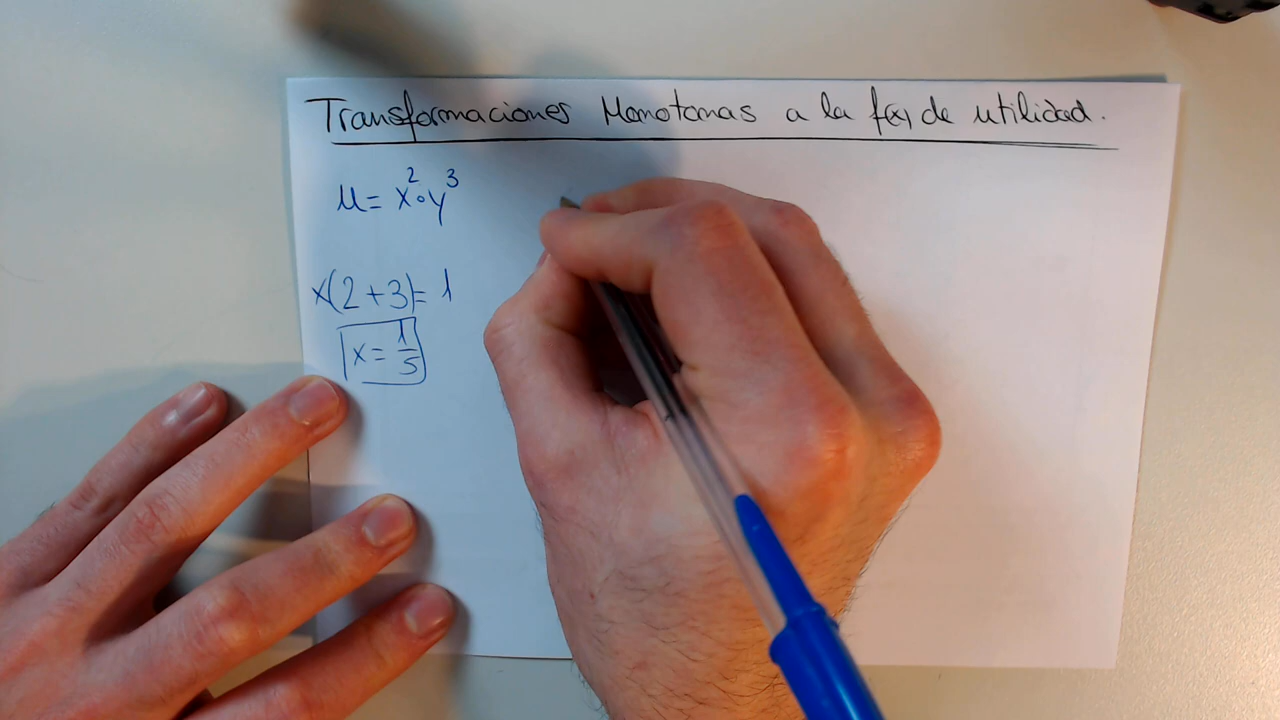 Transformaciones Monotonas a la f(x) de utilidad.
u = x²·y³
x(2+3)=1
x = 1/5